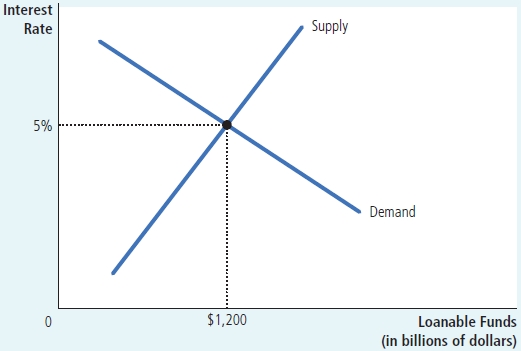 Interest
Rate
Supply
5%
Demand
0
$1,200
Loanable Funds
(in billions of dollars)